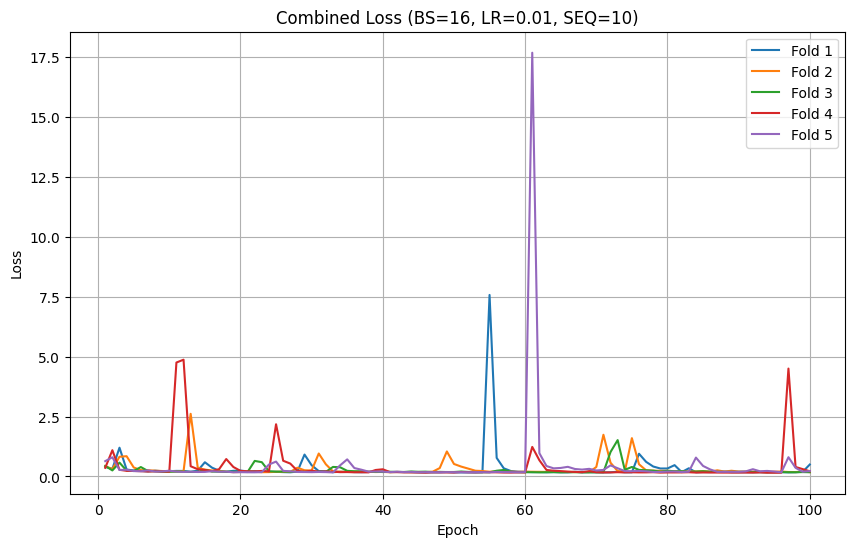 Combined Loss (BS=16, LR=0.01, SEQ=10)
Fold 1
Fold 2
Fold 3
Fold 4
Fold 5
Loss
17.5
15.0
12.5
10.0
7.5
5.0
2.5
0.0
0
20
40
60
80
100
Epoch